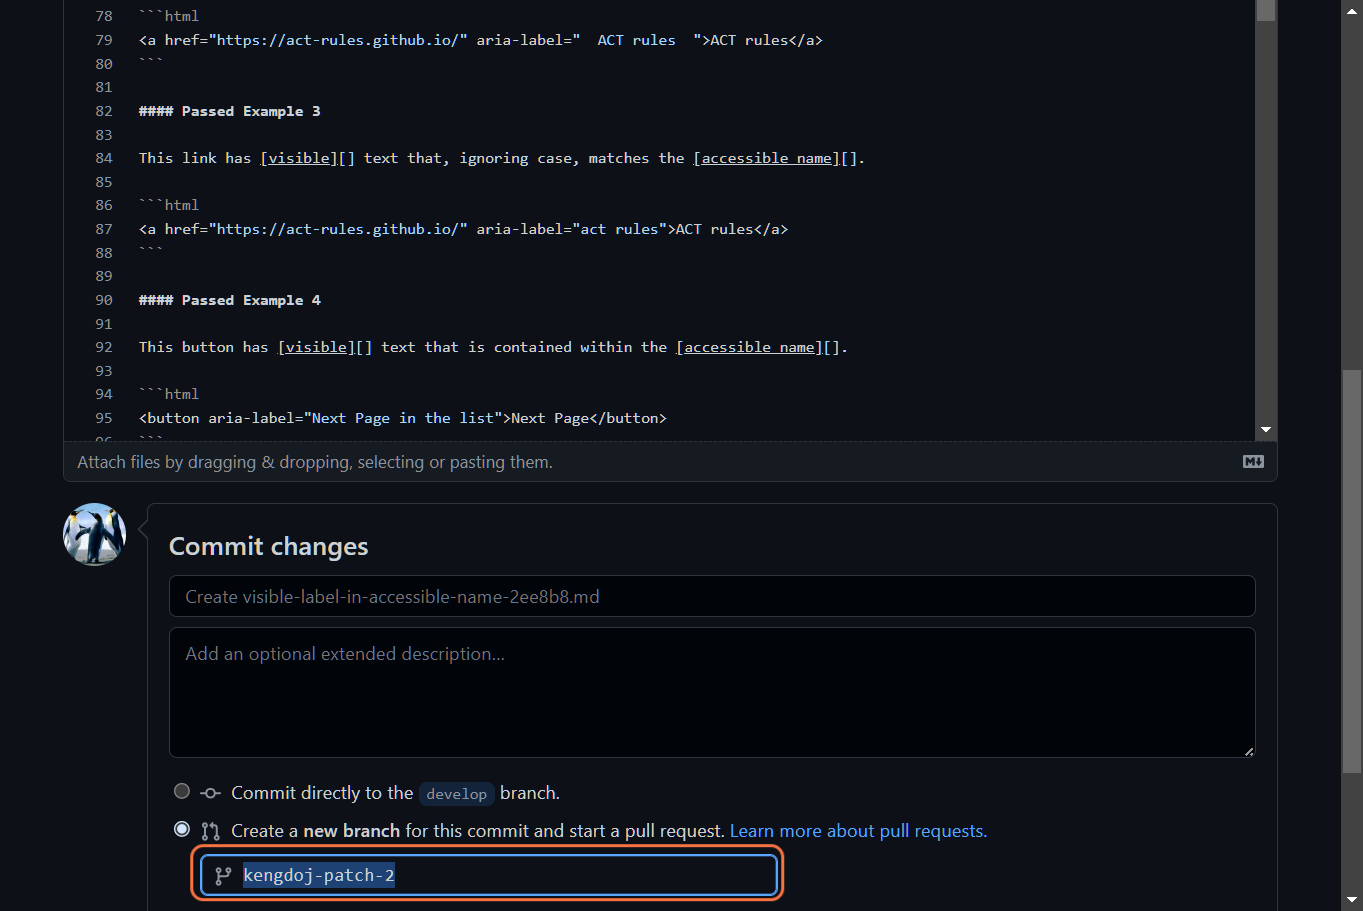 78 ```html
79 <a href="https://act-rules.github.io/" aria-label="  ACT rules  ">ACT rules</a>
80 ```
81
82 #### Passed Example 3
83
84 This link has [visible][] text that, ignoring case, matches the [accessible name][].
85
86 ```html
87 <a href="https://act-rules.github.io/" aria-label="act rules">ACT rules</a>
88 ```
89
90 #### Passed Example 4
91
92 This button has [visible][] text that is contained within the [accessible name][].
93
94 ```html
95 <button aria-label="Next Page in the list">Next Page</button>
96 ```
Attach files by dragging & dropping, selecting or pasting them.
M↓
Commit changes
Create visible-label-in-accessible-name-2ee8b8.md
Add an optional extended description...
Commit directly to the develop branch.
Create a new branch for this commit and start a pull request. Learn more about pull requests.
kengdoj-patch-2